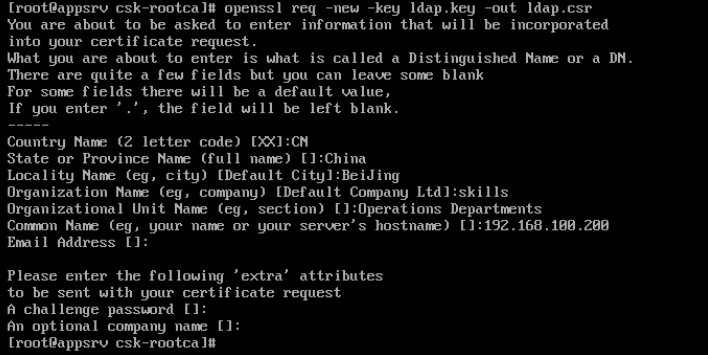 [root@appsrv csk-rootca]# openssl req -new -key ldap.key -out ldap.csr
You are about to be asked to enter information that will be incorporated
into your certificate request.
What you are about to enter is what is called a Distinguished Name or a DN.
There are quite a few fields but you can leave some blank
For some fields there will be a default value,
If you enter '.', the field will be left blank.
-----
Country Name (2 letter code) [XX]:CN
State or Province Name (full name) []:China
Locality Name (eg, city) [Default City]:BeiJing
Organization Name (eg, company) [Default Company Ltd]:skills
Organizational Unit Name (eg, section) []:Operations Departments
Common Name (eg, your name or your server's hostname) []:192.168.100.200
Email Address []:
Please enter the following 'extra' attributes
to be sent with your certificate request
A challenge password []:
An optional company name []:
[root@appsrv csk-rootca]#